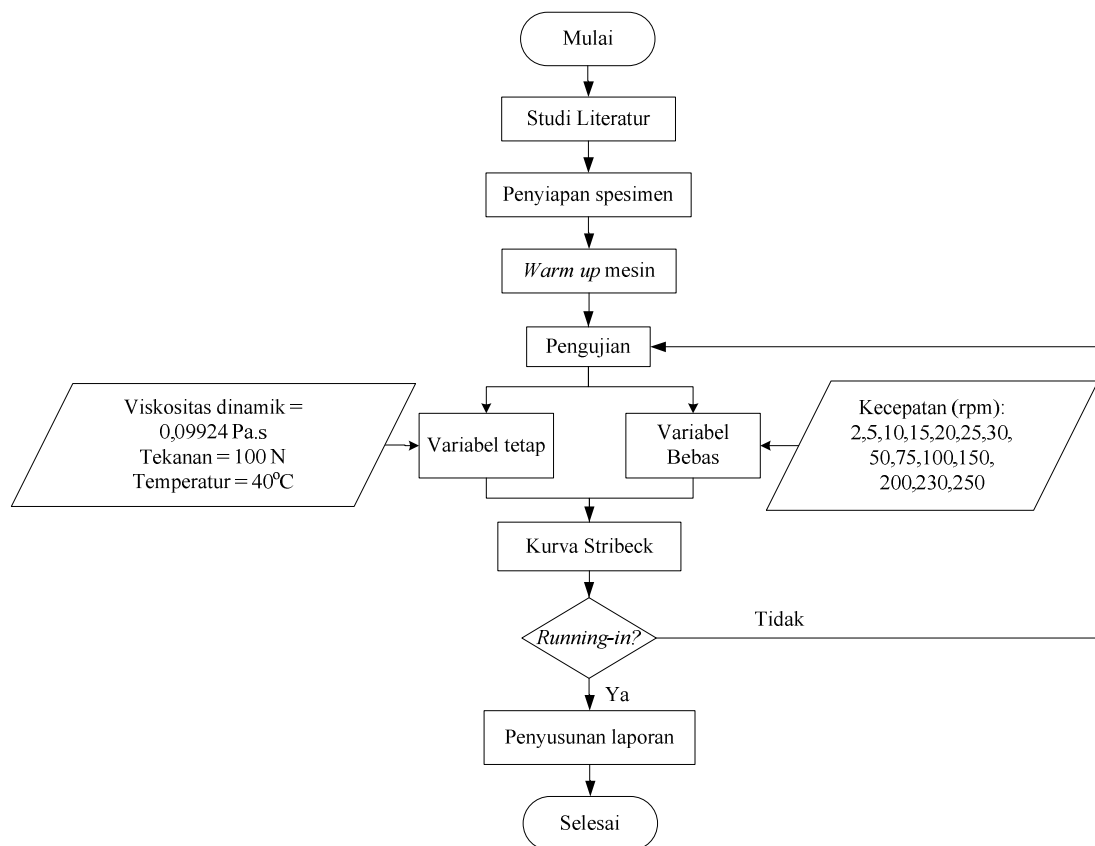 Mulai
Studi Literatur
Penyiapan spesimen
Warm up mesin
Pengujian
Viskositas dinamik =
0,09924 Pa.s
Tekanan = 100 N
Temperatur = 40°C
Variabel tetap
Variabel
Bebas
Kecepatan (rpm):
2,5,10,15,20,25,30,
50,75,100,150,
200,230,250
Kurva Stribeck
Running-in?
Tidak
Ya
Penyusunan laporan
Selesai